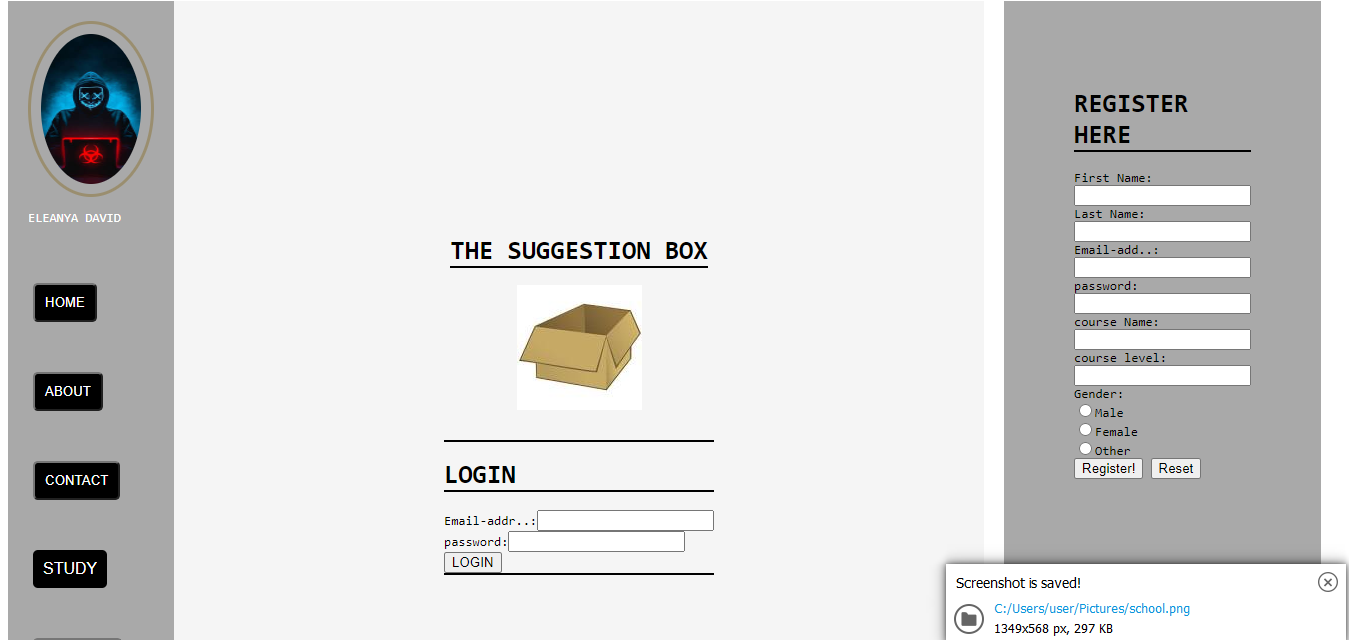 ELEANYA DAVID
HOME
ABOUT
CONTACT
STUDY
THE SUGGESTION BOX
LOGIN
Email-addr..:
password:
LOGIN
REGISTER
HERE
First Name:
Last Name:
Email-add..:
password:
course Name:
course level:
Gender:
Male
Female
Other
Register! Reset
Screenshot is saved!
C:/Users/user/Pictures/school.png
1349x568 px, 297 KB